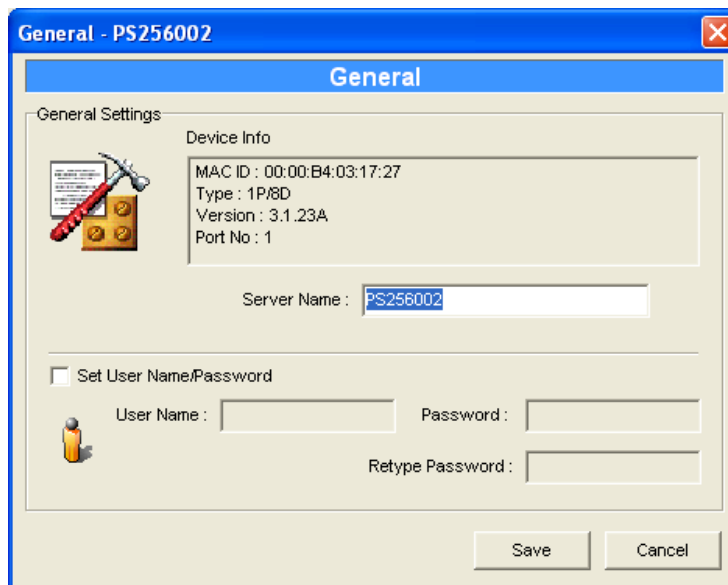 General - PS256002
General
General Settings
Device Info
MAC ID : 00:00:B4:03:17:27
Type : 1P/8D
Version : 3.1.23A
Port No : 1
Server Name : PS256002
Set User Name/Password
User Name : Password :
Retype Password :
Save Cancel